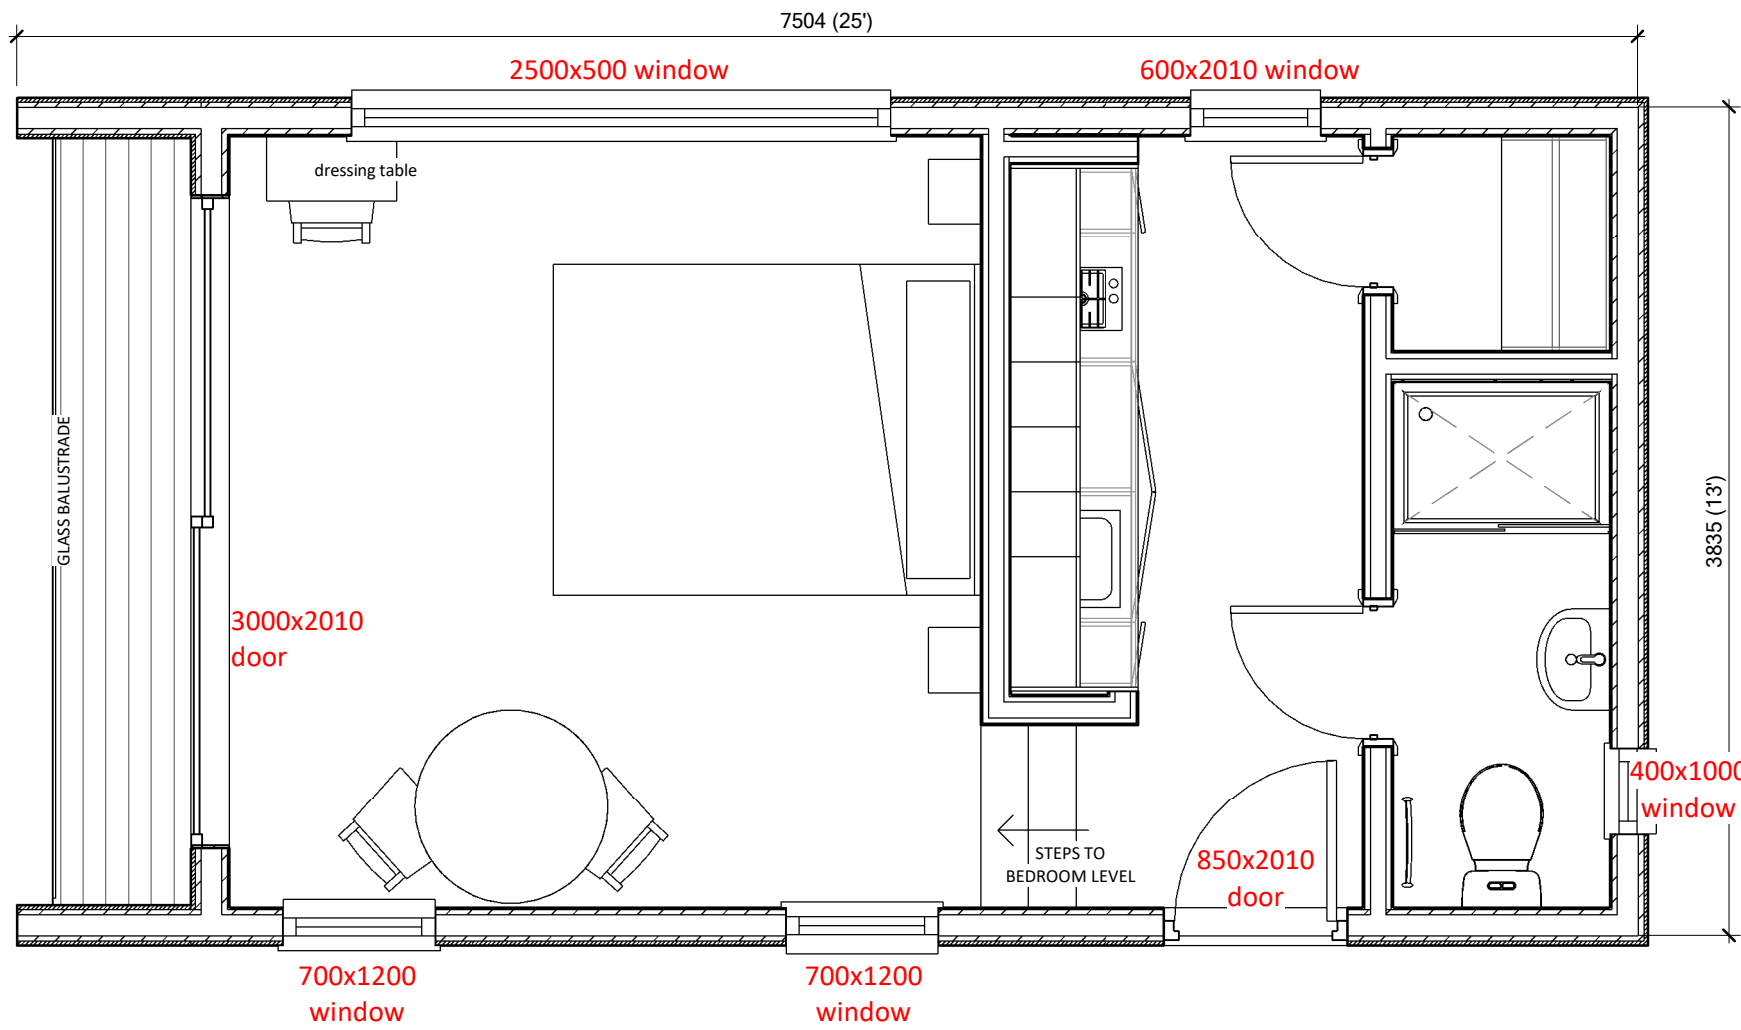 7504 (25')
2500x500 window
600x2010 window
dressing table
GLASS BALUSTRADE
3000x2010
door
3835 (13')
400x1000
window
STEPS TO
BEDROOM LEVEL
850x2010
door
700x1200
window
700x1200
window